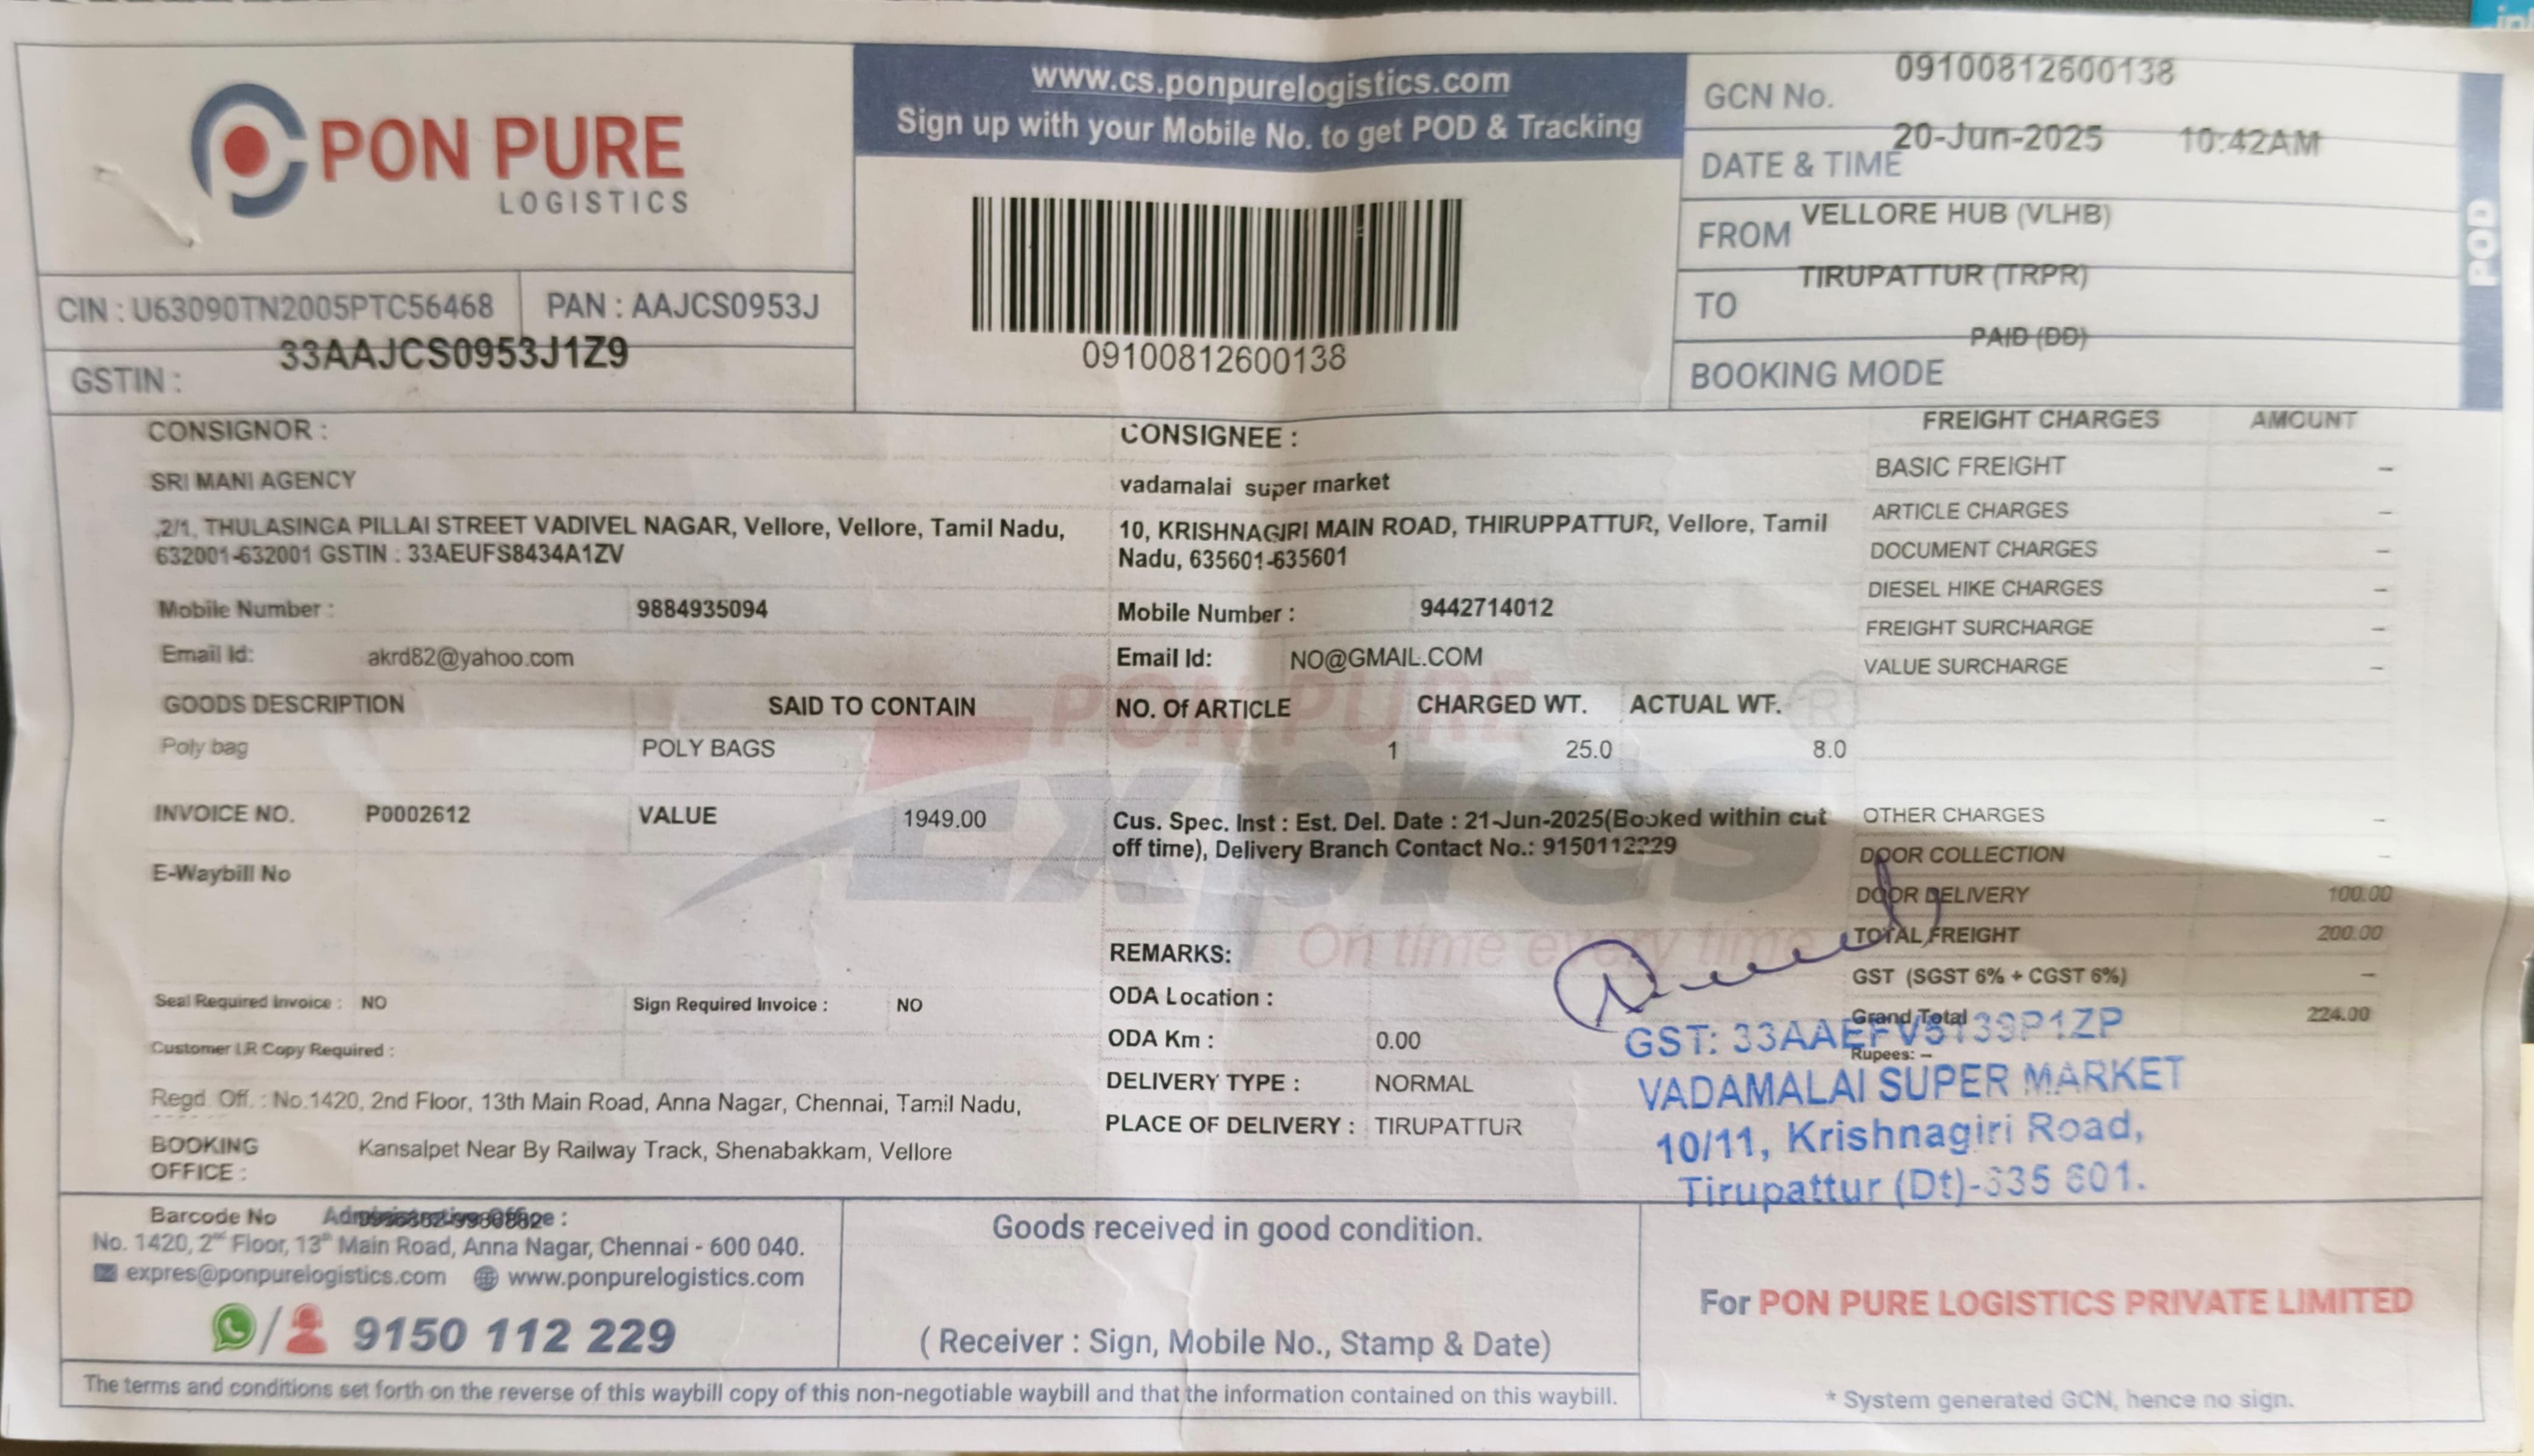 PON PURE
LOGISTICS
www.cs.ponpurelogistics.com
Sign up with your Mobile No. to get POD & Tracking
09100812600138
GCN No. 09100812600138
DATE & TIME 20-Jun-2025 10:42AM
FROM VELLORE HUB (VLHB)
TO TIRUPATTUR (TRPR)
BOOKING MODE PAID (DD)
POD
CIN : U63090TN2005PTC56468 PAN : AAJCS0953J
GSTIN : 33AAJCS0953J1Z9
CONSIGNOR :
SRI MANI AGENCY
,2/1, THULASINGA PILLAI STREET VADIVEL NAGAR, Vellore, Vellore, Tamil Nadu,
632001-632001 GSTIN : 33AEUFS8434A1ZV
Mobile Number : 9884935094
Email Id: akrd82@yahoo.com
CONSIGNEE :
vadamalai super market
10, KRISHNAGIRI MAIN ROAD, THIRUPPATTUR, Vellore, Tamil
Nadu, 635601-635601
Mobile Number : 9442714012
Email Id: NO@GMAIL.COM
FREIGHT CHARGES AMOUNT
BASIC FREIGHT –
ARTICLE CHARGES –
DOCUMENT CHARGES –
DIESEL HIKE CHARGES –
FREIGHT SURCHARGE –
VALUE SURCHARGE –
GOODS DESCRIPTION SAID TO CONTAIN NO. Of ARTICLE CHARGED WT. ACTUAL WT.
Poly bag POLY BAGS 1 25.0 8.0
PON PURE ®
Expres
On time every time
INVOICE NO. P0002612 VALUE 1949.00
E-Waybill No
Cus. Spec. Inst : Est. Del. Date : 21-Jun-2025(Booked within cut
off time), Delivery Branch Contact No.: 9150112229
OTHER CHARGES –
DOOR COLLECTION –
DOOR DELIVERY 100.00
TOTAL FREIGHT 200.00
GST (SGST 6% + CGST 6%) –
Grand Total 224.00
Rupees: –
REMARKS:
ODA Location :
ODA Km : 0.00
DELIVERY TYPE : NORMAL
PLACE OF DELIVERY : TIRUPATTUR
Seal Required Invoice : NO Sign Required Invoice : NO
Customer LR Copy Required :
Regd. Off. : No.1420, 2nd Floor, 13th Main Road, Anna Nagar, Chennai, Tamil Nadu,
BOOKING
OFFICE : Kansalpet Near By Railway Track, Shenabakkam, Vellore
VADAMALAI SUPER MARKET
10/11, Krishnagiri Road,
Tirupattur (Dt)-635 601.
Barcode No
Administrative Office :
No. 1420, 2nd Floor, 13th Main Road, Anna Nagar, Chennai - 600 040.
expres@ponpurelogistics.com www.ponpurelogistics.com
9150 112 229
Goods received in good condition.
( Receiver : Sign, Mobile No., Stamp & Date)
For PON PURE LOGISTICS PRIVATE LIMITED
* System generated GCN, hence no sign.
The terms and conditions set forth on the reverse of this waybill copy of this non-negotiable waybill and that the information contained on this waybill.